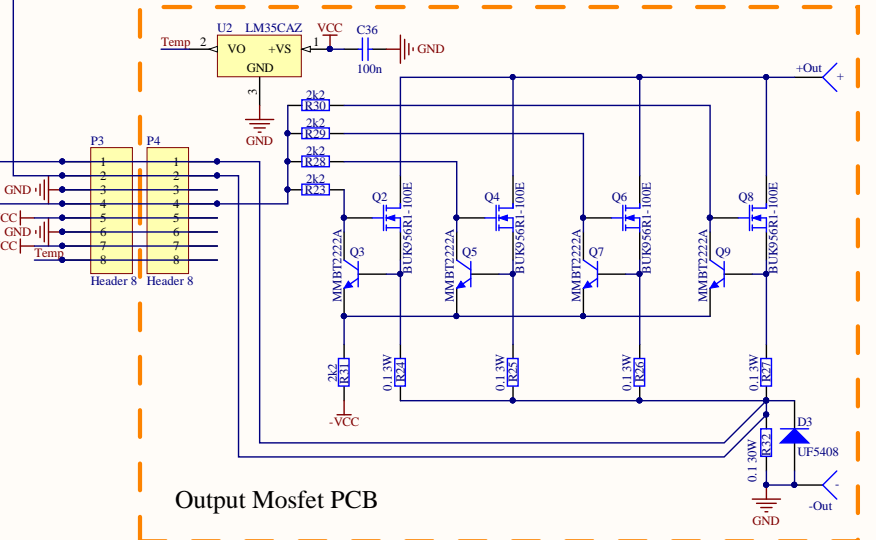 U2 LM35CAZ VCC C36
Temp 2 VO +VS 1 GND
GND 100n
3
GND
+Out +
2k2
R30
2k2
R29
2k2
R28
2k2
R23
P3 P4
1 1
2 2
GND 3 3
4 4
CC 5 5
GND 6 6
CC 7 7
Temp 8 8
Header 8 Header 8
Q2 Q4 Q6 Q8
BUK956R1-100E BUK956R1-100E BUK956R1-100E BUK956R1-100E
Q3 Q5 Q7 Q9
MMBT2222A MMBT2222A MMBT2222A MMBT2222A
2k2 R31 0.1 3W R24 0.1 3W R25 0.1 3W R26 0.1 3W R27
-VCC
D3
0.1 30W R32 UF5408
-
-Out
GND
Output Mosfet PCB